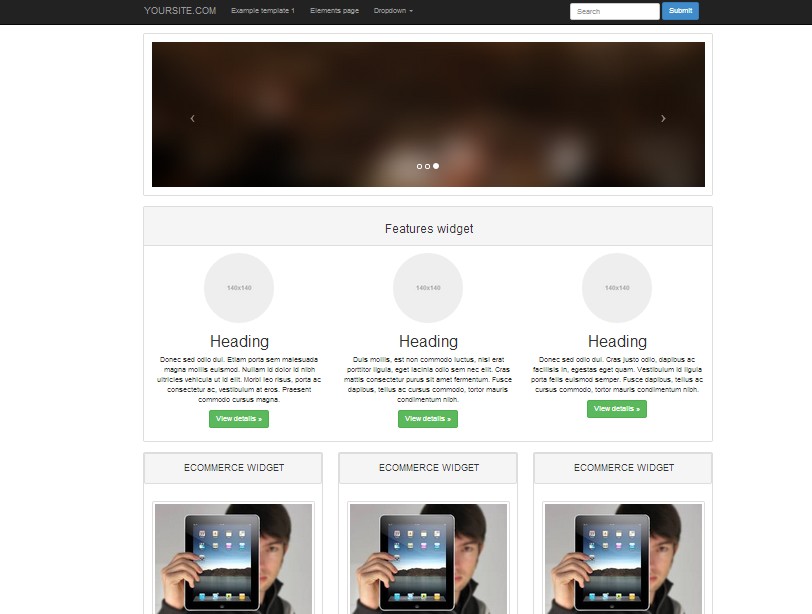 YOURSITE.COM Example template 1 Elements page Dropdown Search Submit
Features widget
140x140 140x140 140x140
Heading Heading Heading
Donec sed odio dui. Etiam porta sem malesuada
magna mollis euismod. Nullam id dolor id nibh
ultricies vehicula ut id elit. Morbi leo risus, porta ac
consectetur ac, vestibulum at eros. Praesent
commodo cursus magna.
View details »
Duis mollis, est non commodo luctus, nisi erat
porttitor ligula, eget lacinia odio sem nec elit. Cras
mattis consectetur purus sit amet fermentum. Fusce
dapibus, tellus ac cursus commodo, tortor mauris
condimentum nibh.
View details »
Donec sed odio dui. Cras justo odio, dapibus ac
facilisis in, egestas eget quam. Vestibulum id ligula
porta felis euismod semper. Fusce dapibus, tellus ac
cursus commodo, tortor mauris condimentum nibh.
View details »
ECOMMERCE WIDGET ECOMMERCE WIDGET ECOMMERCE WIDGET